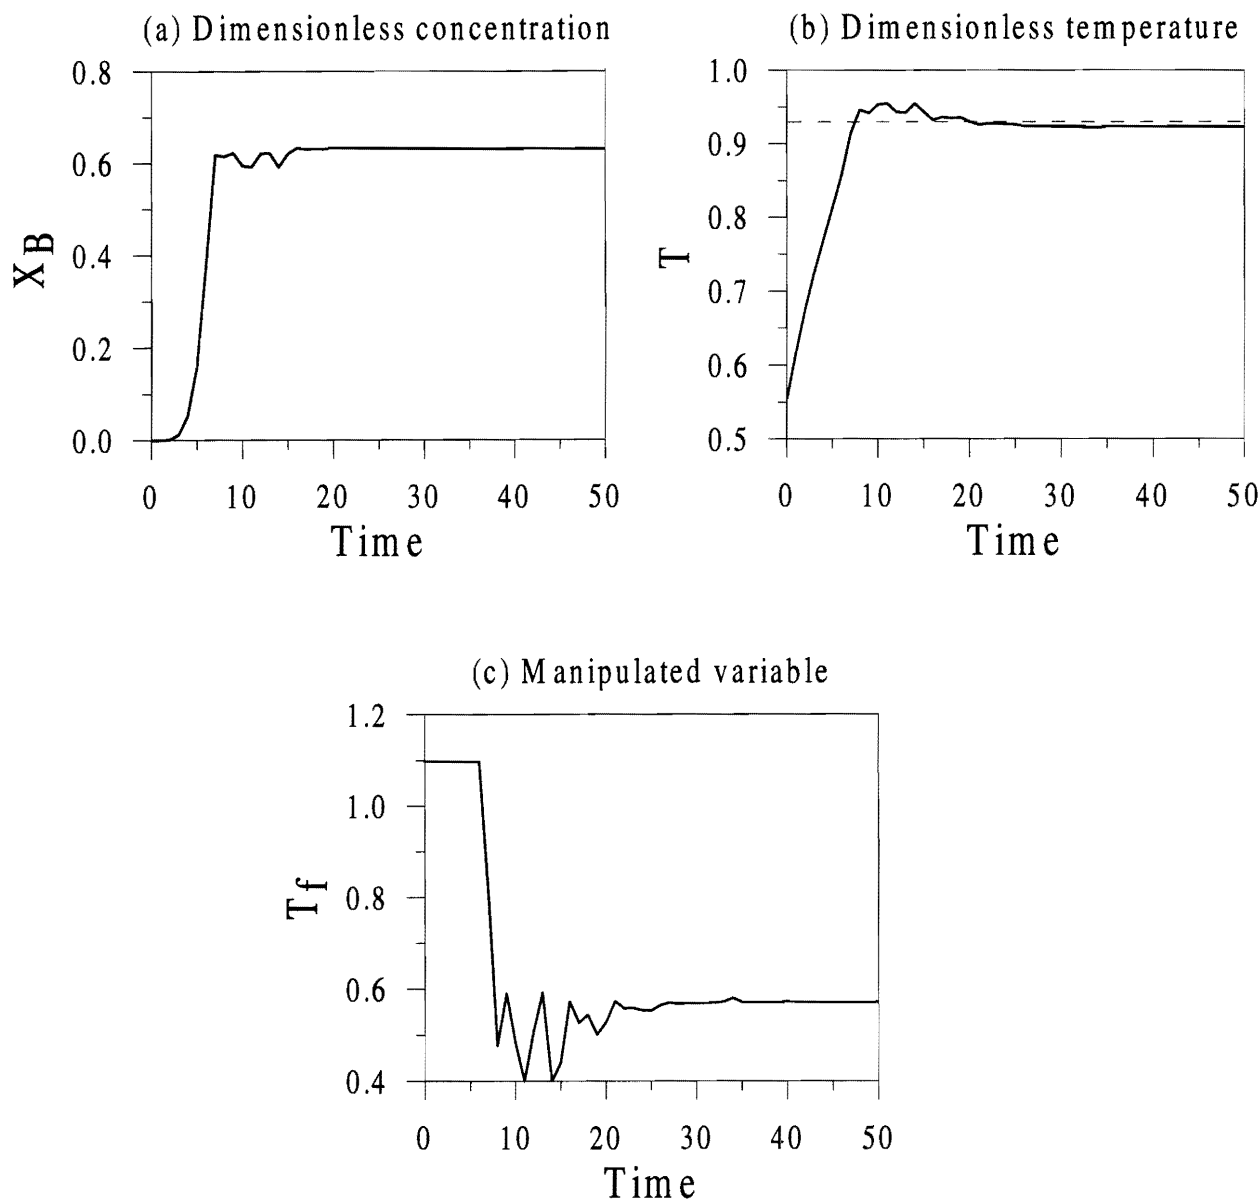 (a) Dimensionless concentration
0.8
0.6
0.4
0.2
0.0
X_B
0 10 20 30 40 50
Time
(b) Dimensionless temperature
1.0
0.9
0.8
0.7
0.6
0.5
T
0 10 20 30 40 50
Time
(c) Manipulated variable
1.2
1.0
0.8
0.6
0.4
T_f
0 10 20 30 40 50
Time